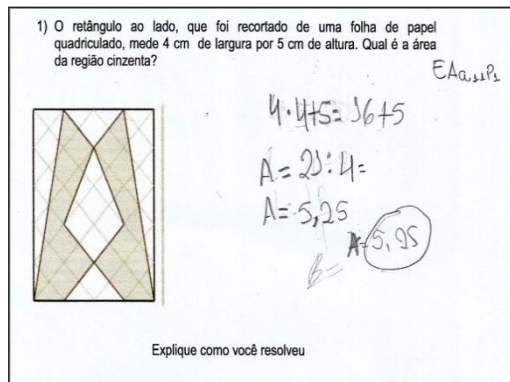 1) O retângulo ao lado, que foi recortado de uma folha de papel
quadriculado, mede 4 cm de largura por 5 cm de altura. Qual é a área
da região cinzenta?
4·4+5=16+5
A=21÷4=
A=5,25
A=5,25
B=
Explique como você resolveu